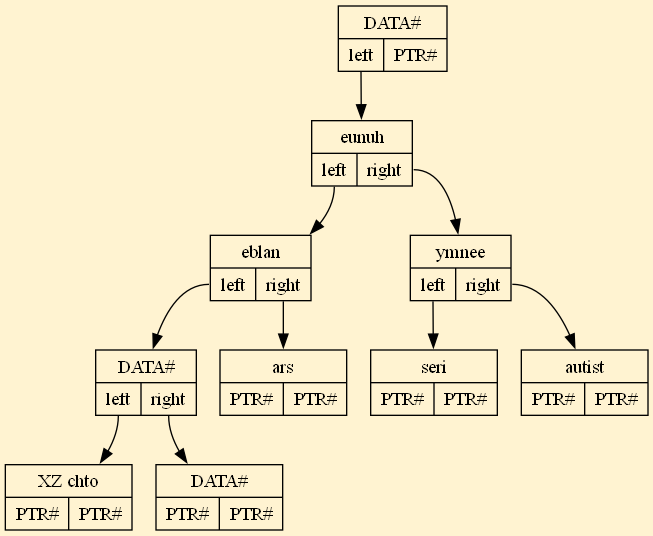 DATA#
left PTR#
eunuh
left right
eblan ymnee
left right left right
DATA# ars seri autist
left right PTR# PTR# PTR# PTR# PTR# PTR#
XZ chto DATA#
PTR# PTR# PTR# PTR#